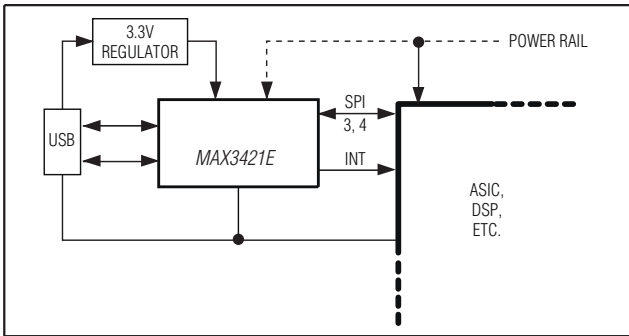 3.3V
REGULATOR
POWER RAIL
SPI
3, 4
USB
MAX3421E
INT
ASIC,
DSP,
ETC.